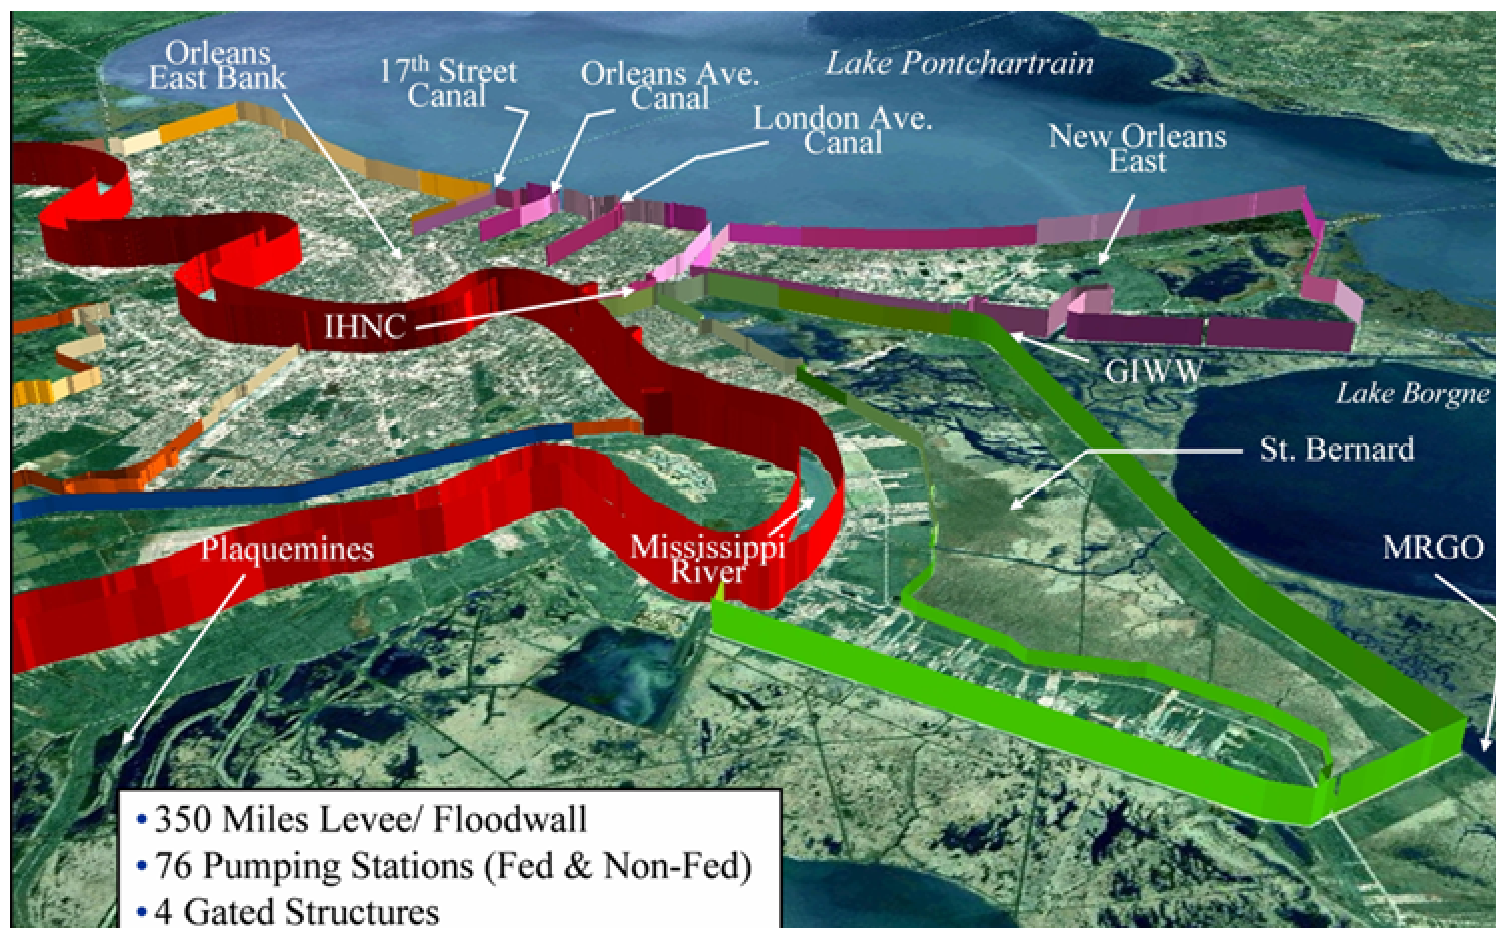 Orleans
East Bank
17th Street
Canal
Orleans Ave.
Canal
Lake Pontchartrain
London Ave.
Canal
New Orleans
East
IHNC
GIWW
Lake Borgne
St. Bernard
Plaquemines
Mississippi
River
MRGO
• 350 Miles Levee/ Floodwall
• 76 Pumping Stations (Fed & Non-Fed)
• 4 Gated Structures